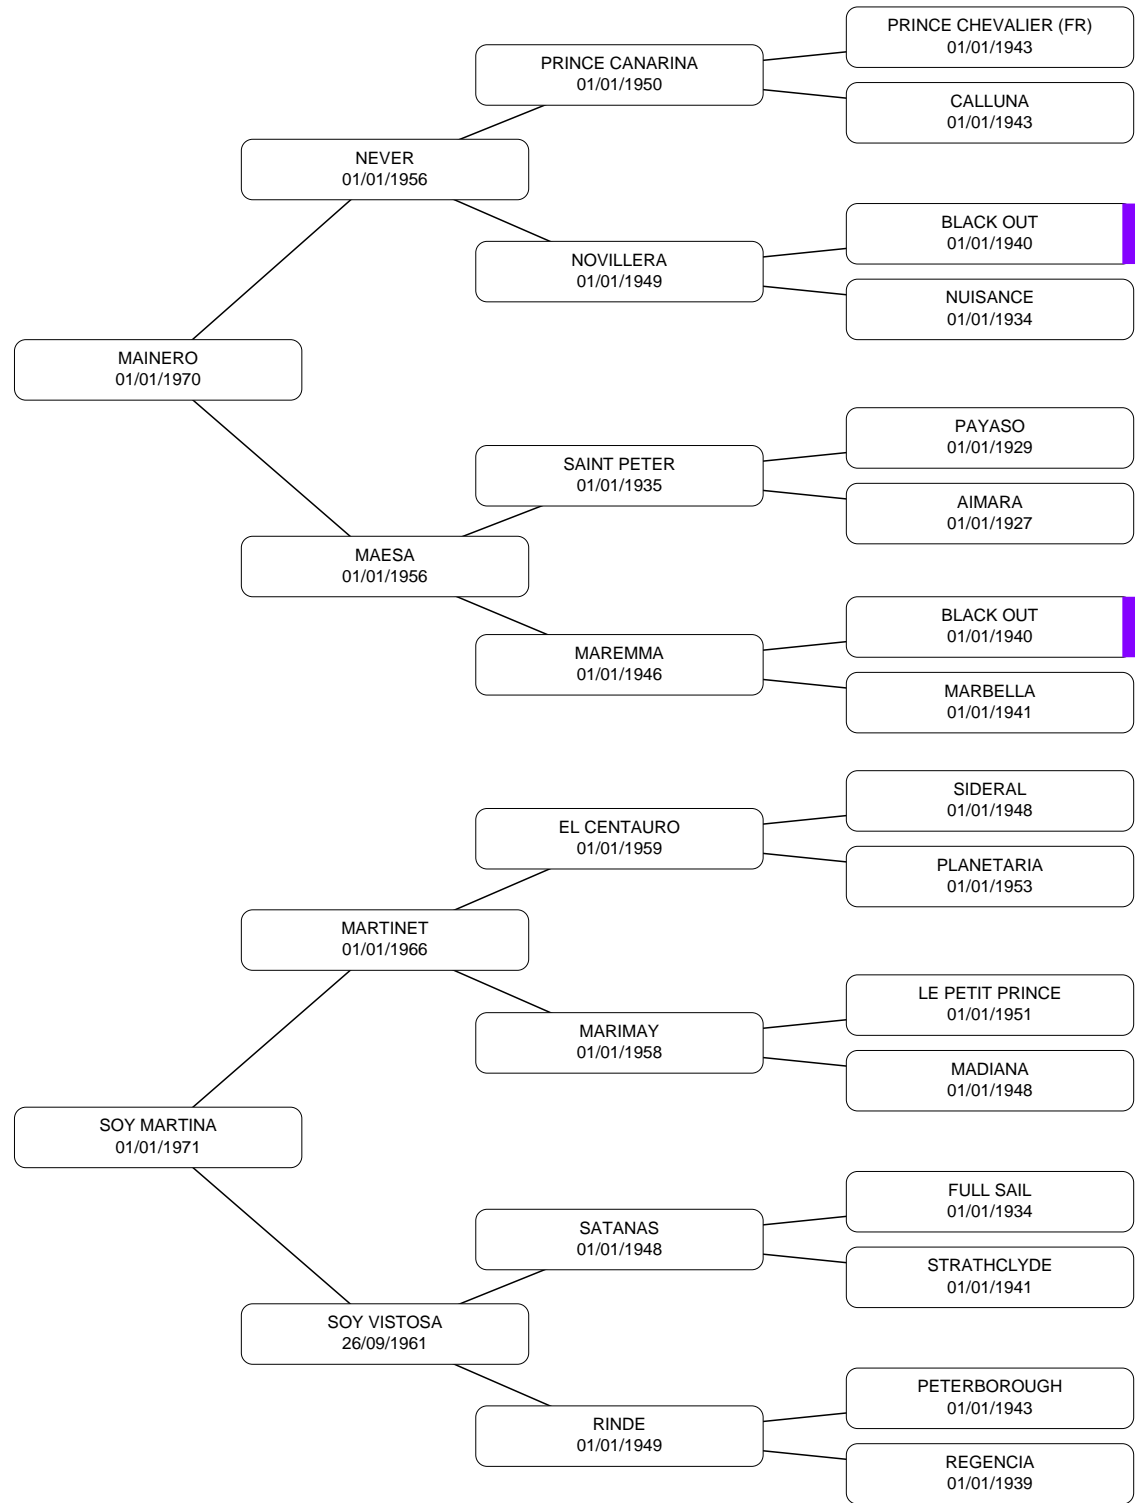 PRINCE CHEVALIER (FR)
01/01/1943
PRINCE CANARINA
01/01/1950
CALLUNA
01/01/1943
NEVER
01/01/1956
BLACK OUT
01/01/1940
NOVILLERA
01/01/1949
NUISANCE
01/01/1934
MAINERO
01/01/1970
PAYASO
01/01/1929
SAINT PETER
01/01/1935
AIMARA
01/01/1927
MAESA
01/01/1956
BLACK OUT
01/01/1940
MAREMMA
01/01/1946
MARBELLA
01/01/1941
SIDERAL
01/01/1948
EL CENTAURO
01/01/1959
PLANETARIA
01/01/1953
MARTINET
01/01/1966
LE PETIT PRINCE
01/01/1951
MARIMAY
01/01/1958
MADIANA
01/01/1948
SOY MARTINA
01/01/1971
FULL SAIL
01/01/1934
SATANAS
01/01/1948
STRATHCLYDE
01/01/1941
SOY VISTOSA
26/09/1961
PETERBOROUGH
01/01/1943
RINDE
01/01/1949
REGENCIA
01/01/1939